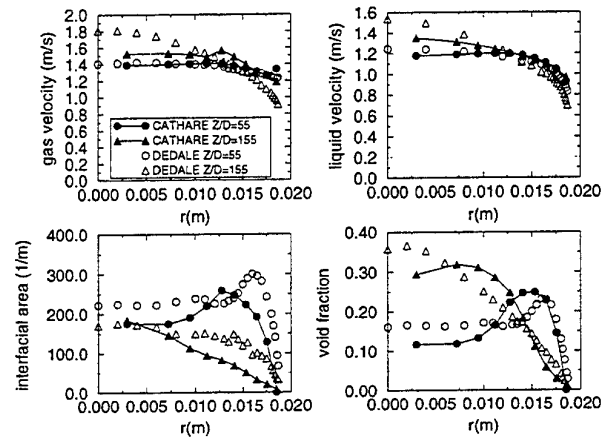 gas velocity (m/s)
2.0
1.8
1.6
1.4
1.2
1.0
0.8
0.6
0.4
0.2
0.0
CATHARE Z/D=55
CATHARE Z/D=155
DEDALE Z/D=55
DEDALE Z/D=155
0.000 0.005 0.010 0.015 0.020
r(m)
liquid velocity (m/s)
1.6
1.4
1.2
1.0
0.8
0.6
0.4
0.2
0.0
0.000 0.005 0.010 0.015 0.020
r(m)
interfacial area (1/m)
400.0
300.0
200.0
100.0
0.0
0.000 0.005 0.010 0.015 0.020
r(m)
void fraction
0.40
0.30
0.20
0.10
0.00
0.000 0.005 0.010 0.015 0.020
r(m)